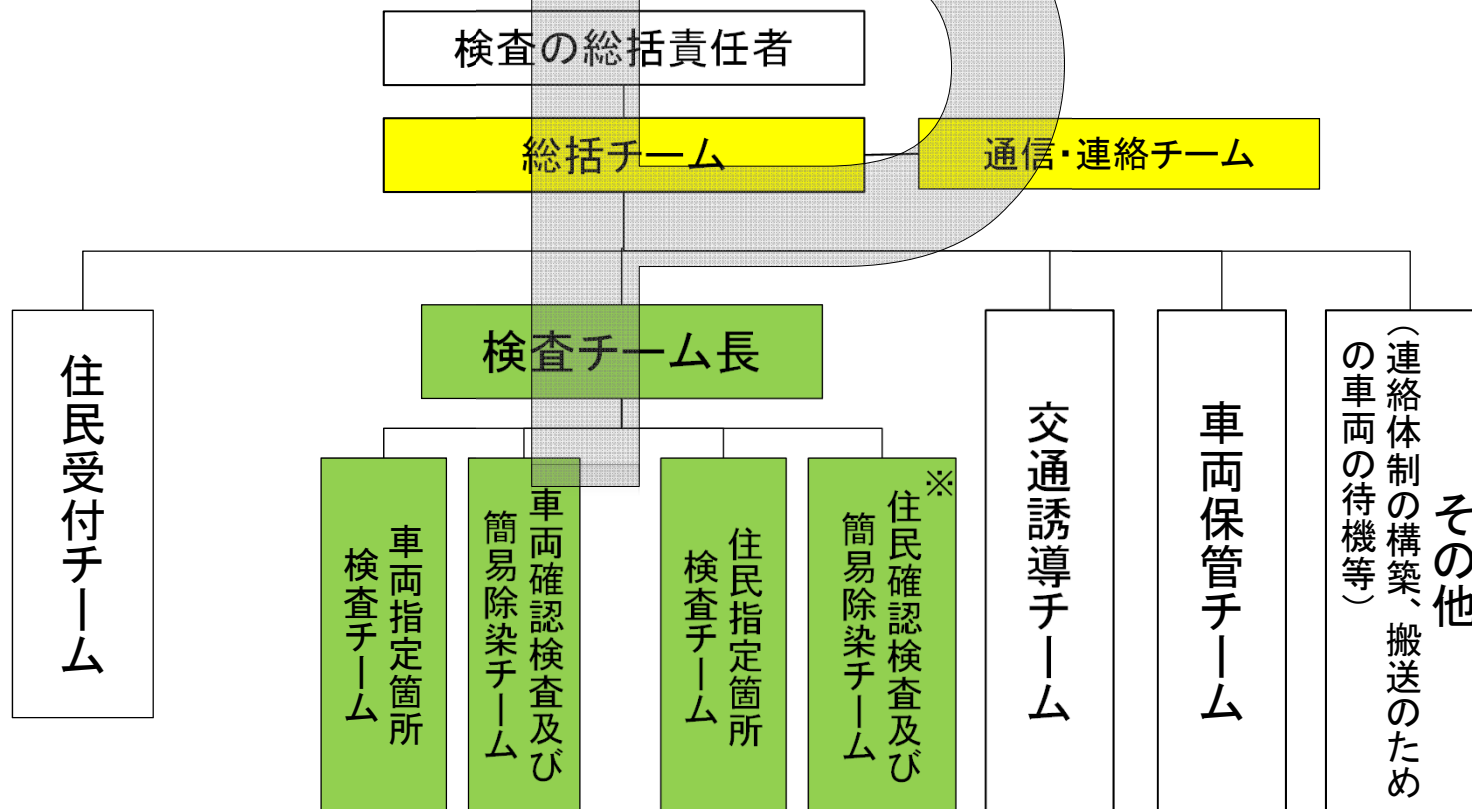 検査の総括責任者
総括チーム
通信・連絡チーム
住民受付チーム
検査チーム長
車両指定箇所
検査チーム
車両確認検査及び
簡易除染チーム
住民指定箇所
検査チーム
※
住民確認検査及び
簡易除染チーム
交通誘導チーム
車両保管チーム
その他
（連絡体制の構築、搬送のため
の車両の待機等）